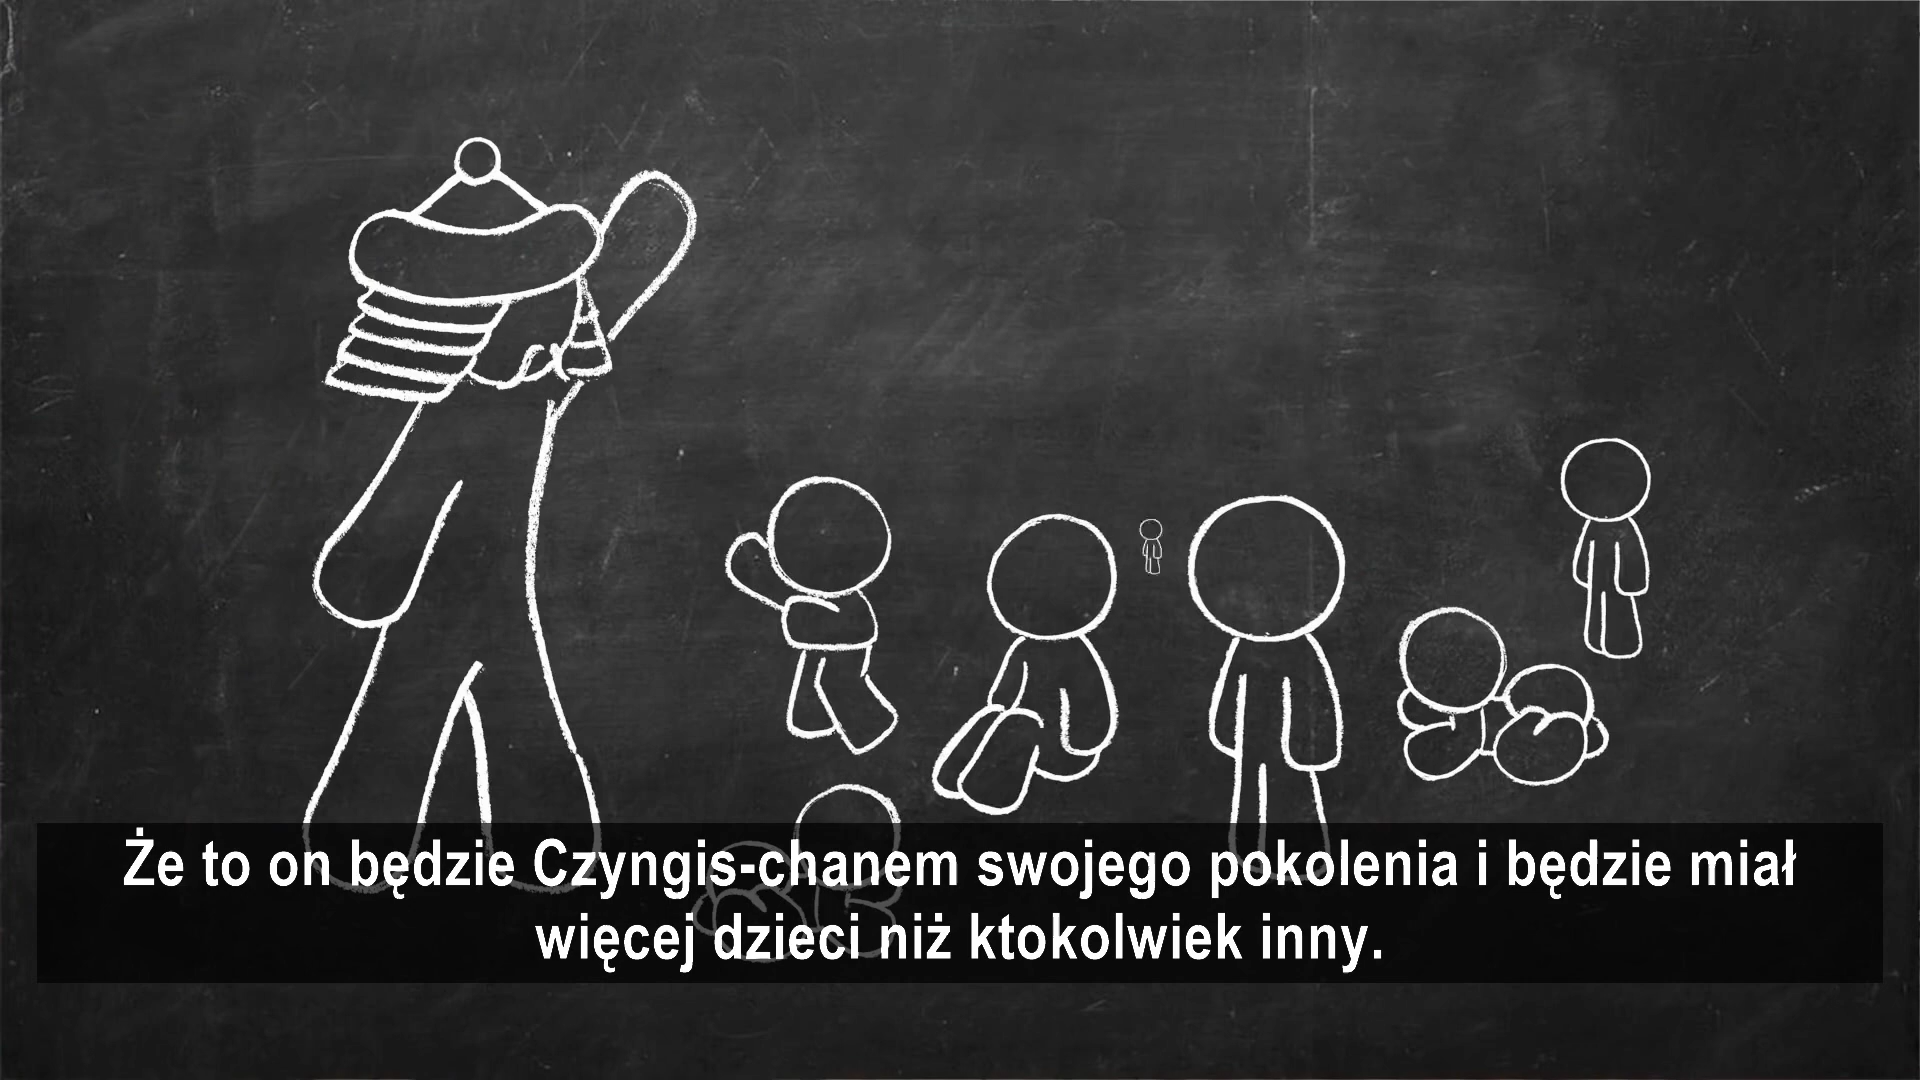 Że to on będzie Czyngis-chanem swojego pokolenia i będzie miał
więcej dzieci niż ktokolwiek inny.